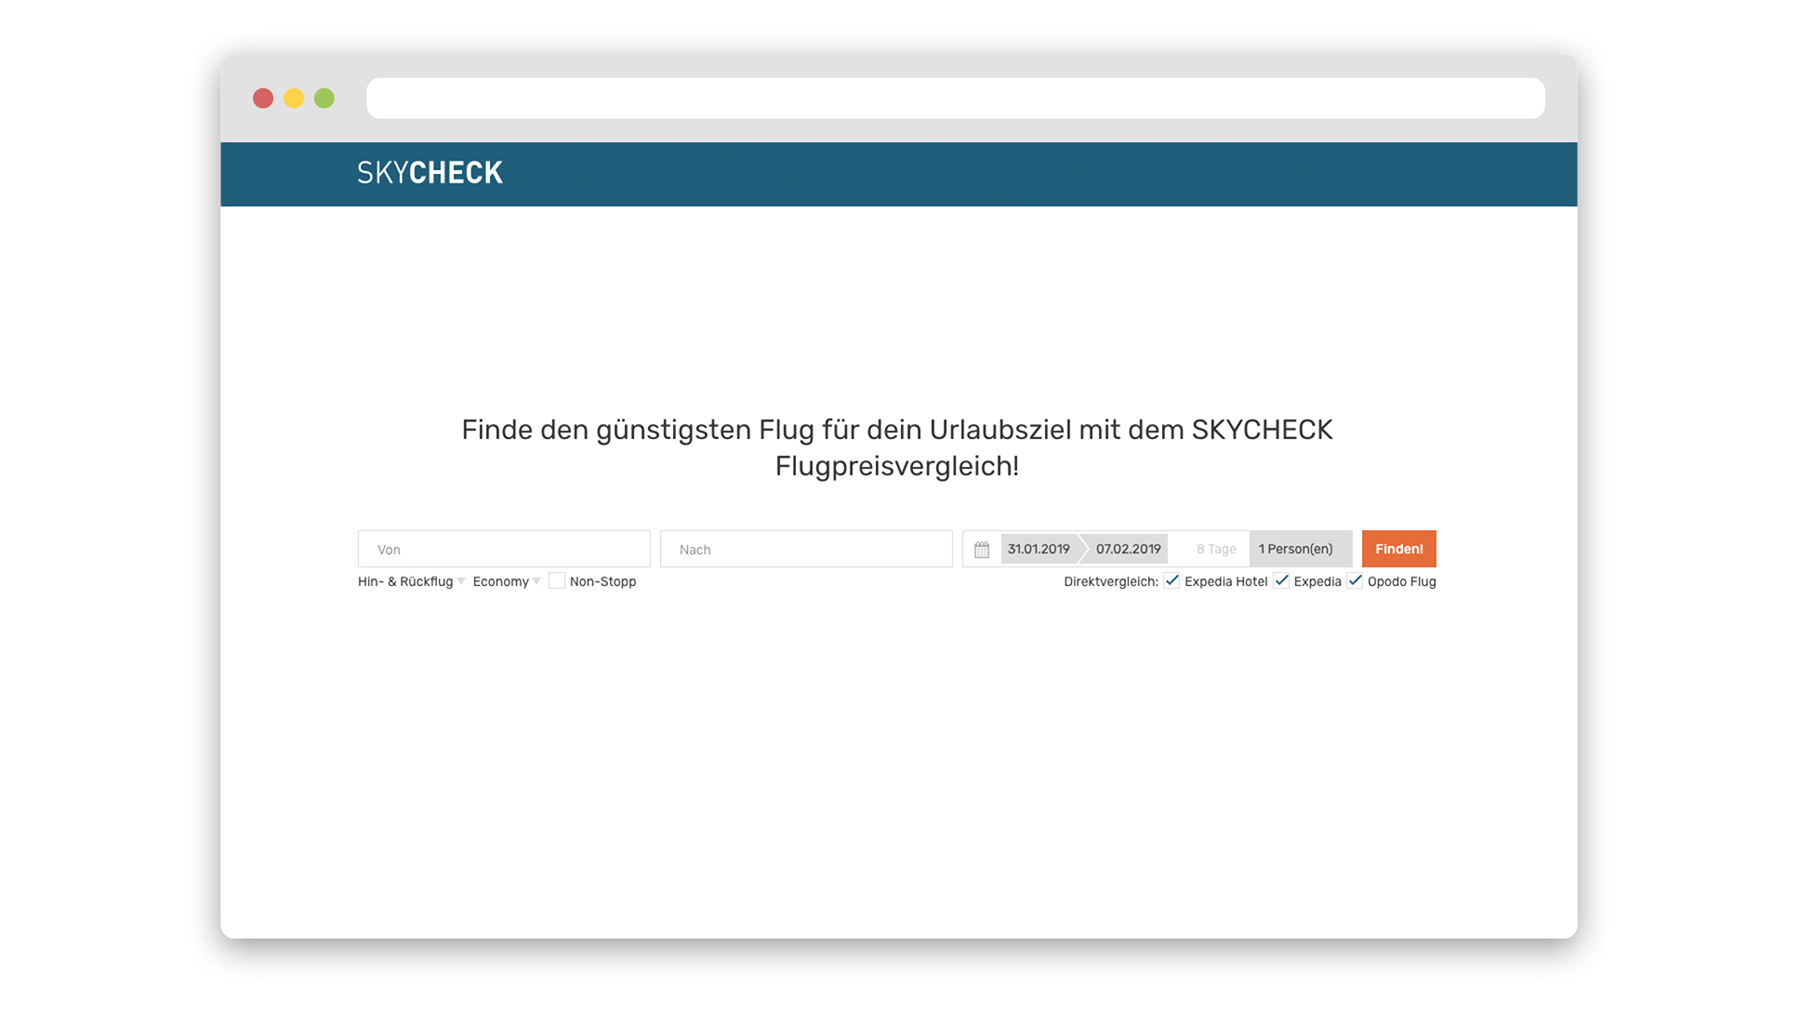 SKYCHECK
Finde den günstigsten Flug für dein Urlaubsziel mit dem SKYCHECK
Flugpreisvergleich!
Von Nach 31.01.2019 07.02.2019 8 Tage 1 Person(en) Finden!
Hin- & Rückflug Economy Non-Stopp Direktvergleich: Expedia Hotel Expedia Opodo Flug